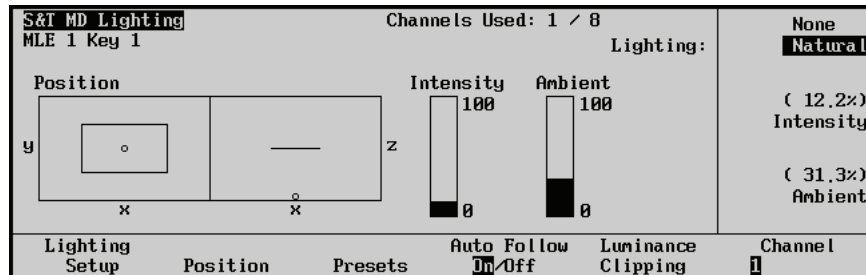 S&T MD Lighting
Channels Used: 1 / 8
None
MLE 1 Key 1
Lighting:
Natural
Position
Intensity
Ambient
100
100
( 12.2%)
Intensity
y
z
( 31.3%)
Ambient
x
x
0
0
Lighting
Setup
Position
Presets
Auto Follow
On/Off
Luminance
Clipping
Channel
1